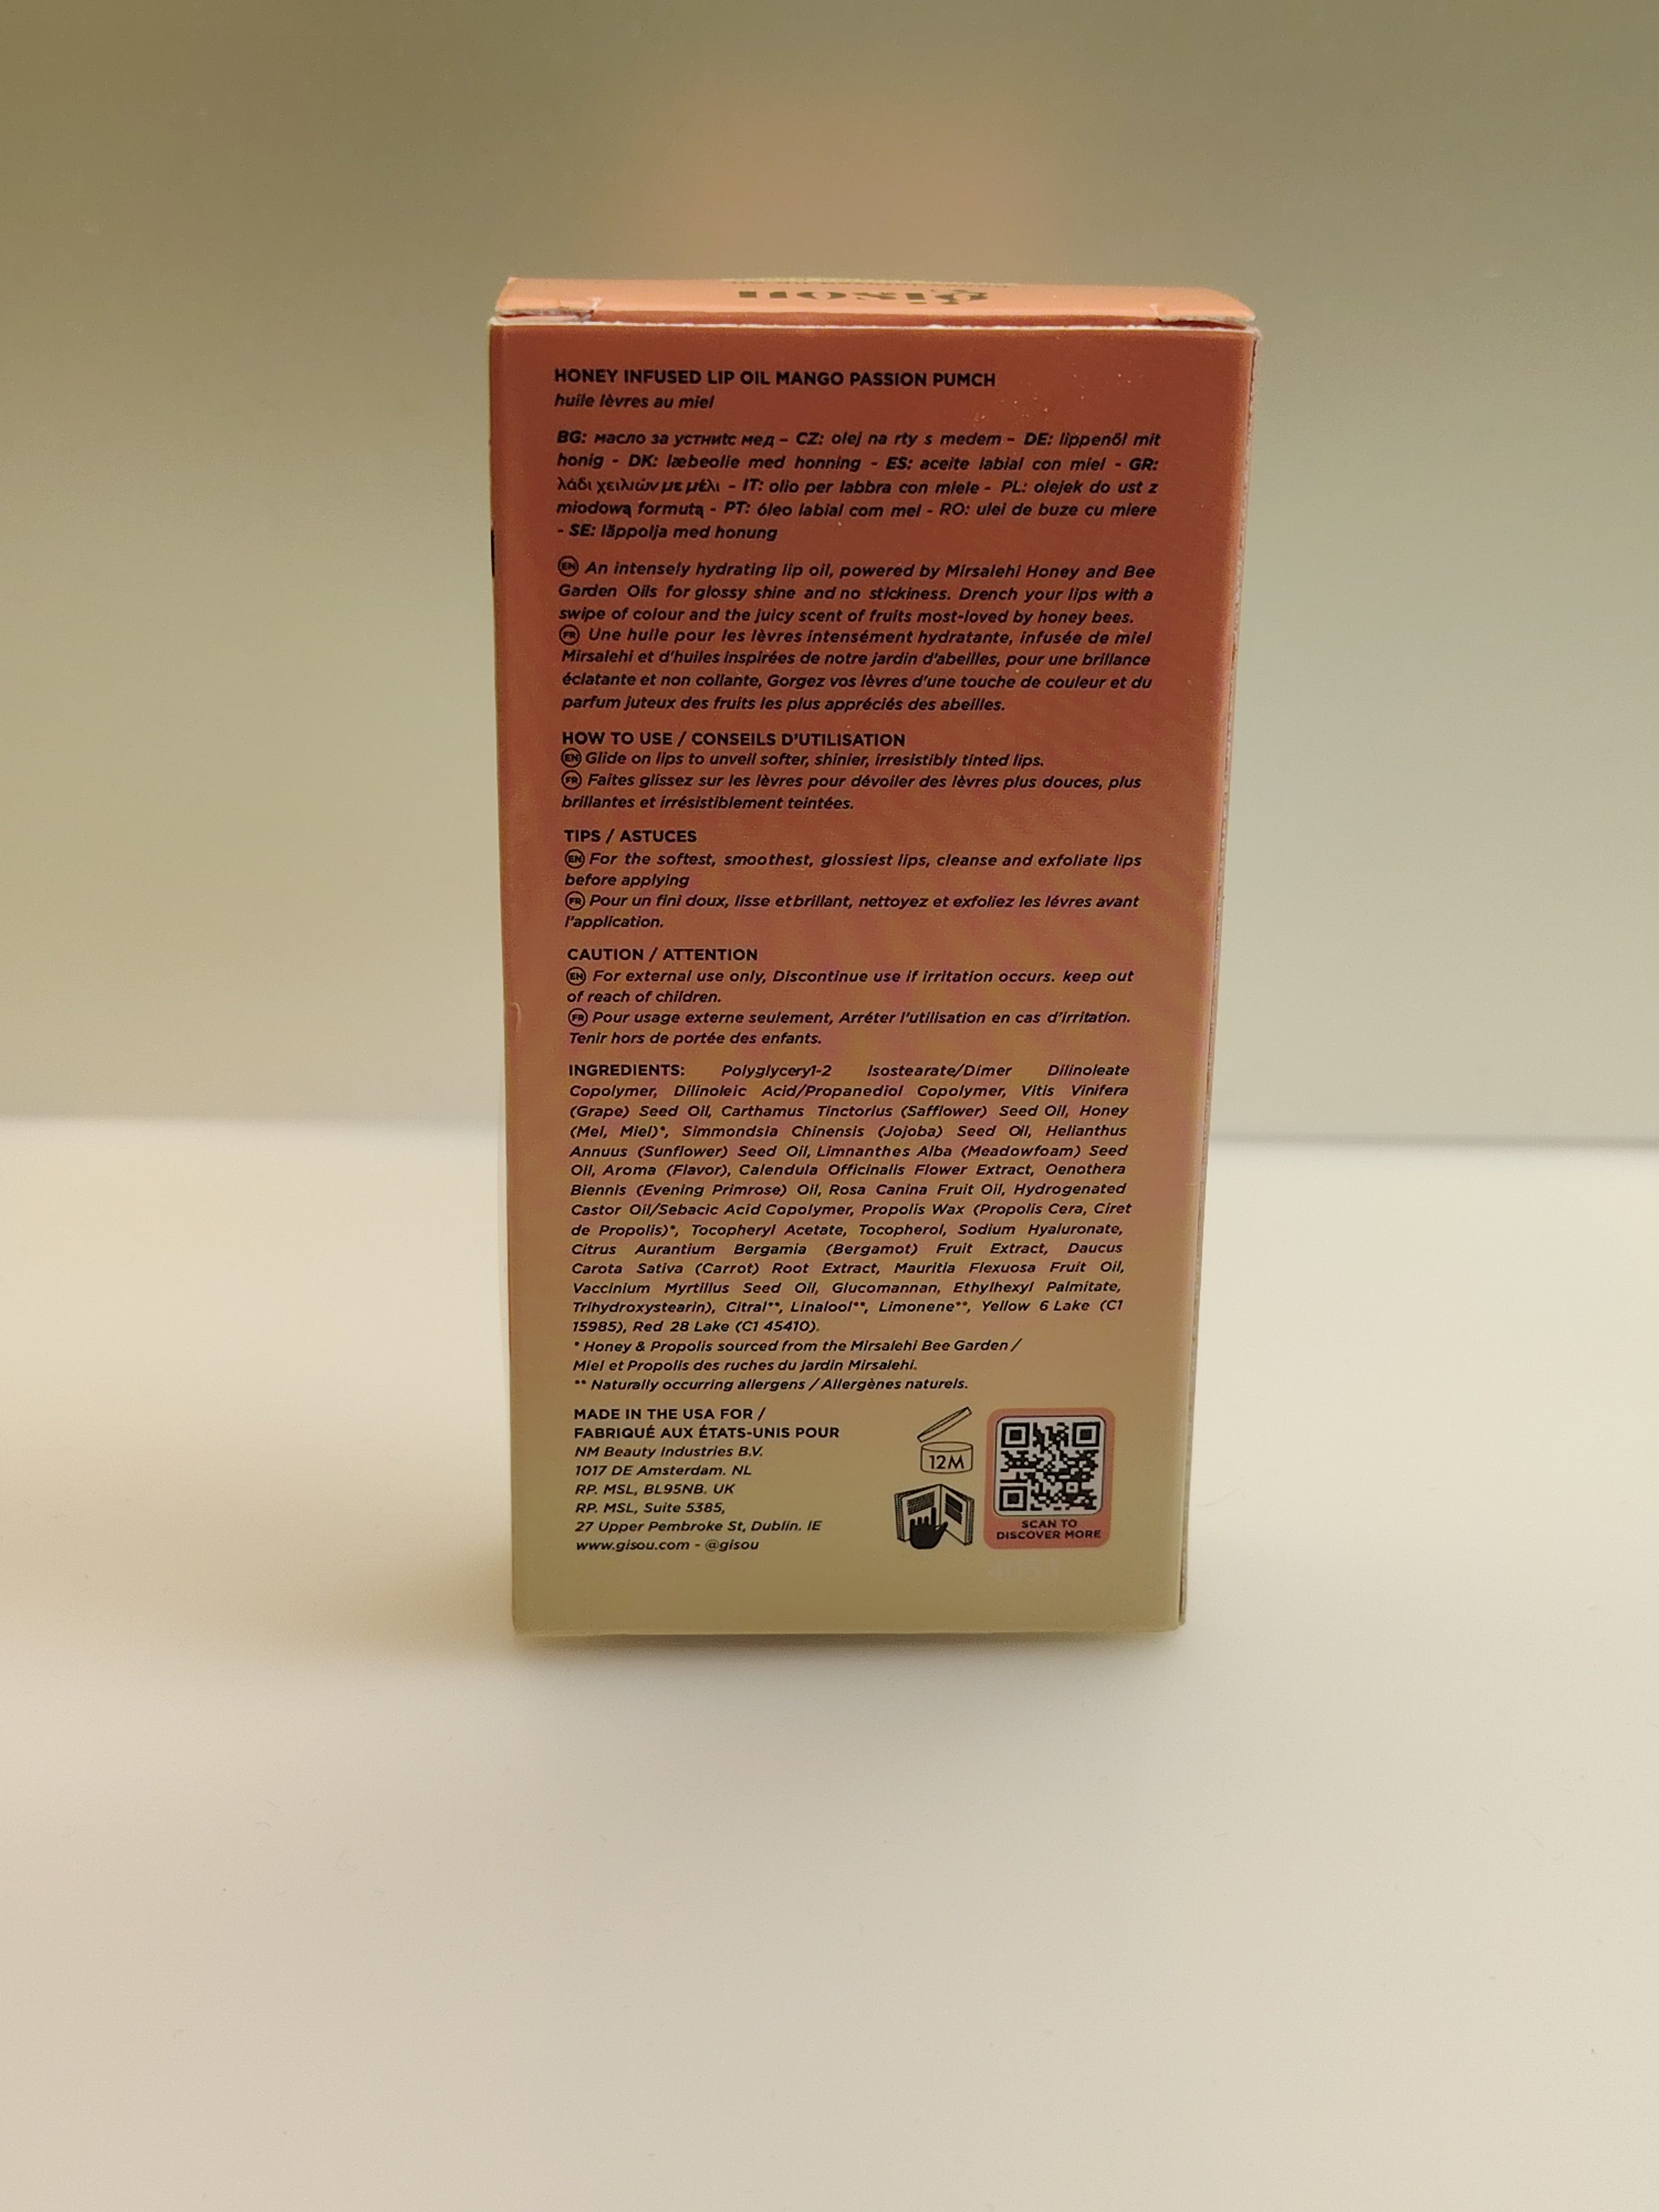 gisou
HONEY INFUSED LIP OIL MANGO PASSION PUMCH
huile lèvres au miel
BG: масло за устнитс мед – CZ: olej na rty s medem – DE: lippenöl mit
honig - DK: læbeolie med honning - ES: aceite labial con miel - GR:
λάδι χειλιών με μέλι - IT: olio per labbra con miele - PL: olejek do ust z
miodową formutą - PT: óleo labial com mel - RO: ulei de buze cu miere
- SE: läppolja med honung
EN An intensely hydrating lip oil, powered by Mirsalehi Honey and Bee
Garden Oils for glossy shine and no stickiness. Drench your lips with a
swipe of colour and the juicy scent of fruits most-loved by honey bees.
FR Une huile pour les lèvres intensément hydratante, infusée de miel
Mirsalehi et d'huiles inspirées de notre jardin d'abeilles, pour une brillance
éclatante et non collante, Gorgez vos lèvres d'une touche de couleur et du
parfum juteux des fruits les plus appréciés des abeilles.
HOW TO USE / CONSEILS D'UTILISATION
EN Glide on lips to unveil softer, shinier, irresistibly tinted lips.
FR Faites glissez sur les lèvres pour dévoiler des lèvres plus douces, plus
brillantes et irrésistiblement teintées.
TIPS / ASTUCES
EN For the softest, smoothest, glossiest lips, cleanse and exfoliate lips
before applying
FR Pour un fini doux, lisse etbrillant, nettoyez et exfoliez les lévres avant
l'application.
CAUTION / ATTENTION
EN For external use only, Discontinue use if irritation occurs. keep out
of reach of children.
FR Pour usage externe seulement, Arréter l'utilisation en cas d'irritation.
Tenir hors de portée des enfants.
INGREDIENTS: Polyglycery1-2 Isostearate/Dimer Dilinoleate
Copolymer, Dilinoleic Acid/Propanediol Copolymer, Vitis Vinifera
(Grape) Seed Oil, Carthamus Tinctorius (Safflower) Seed Oil, Honey
(Mel, Miel)*, Simmondsia Chinensis (Jojoba) Seed Oil, Helianthus
Annuus (Sunflower) Seed Oil, Limnanthes Alba (Meadowfoam) Seed
Oil, Aroma (Flavor), Calendula Officinalis Flower Extract, Oenothera
Biennis (Evening Primrose) Oil, Rosa Canina Fruit Oil, Hydrogenated
Castor Oil/Sebacic Acid Copolymer, Propolis Wax (Propolis Cera, Ciret
de Propolis)*, Tocopheryl Acetate, Tocopherol, Sodium Hyaluronate,
Citrus Aurantium Bergamia (Bergamot) Fruit Extract, Daucus
Carota Sativa (Carrot) Root Extract, Mauritia Flexuosa Fruit Oil,
Vaccinium Myrtillus Seed Oil, Glucomannan, Ethylhexyl Palmitate,
Trihydroxystearin), Citral**, Linalool**, Limonene**, Yellow 6 Lake (C1
15985), Red 28 Lake (C1 45410).
* Honey & Propolis sourced from the Mirsalehi Bee Garden /
Miel et Propolis des ruches du jardin Mirsalehi.
** Naturally occurring allergens / Allergènes naturels.
MADE IN THE USA FOR /
FABRIQUÉ AUX ÉTATS-UNIS POUR
NM Beauty Industries B.V.
1017 DE Amsterdam. NL
RP. MSL, BL95NB. UK
RP. MSL, Suite 5385,
27 Upper Pembroke St, Dublin. IE
www.gisou.com - @gisou
12M
SCAN TO
DISCOVER MORE